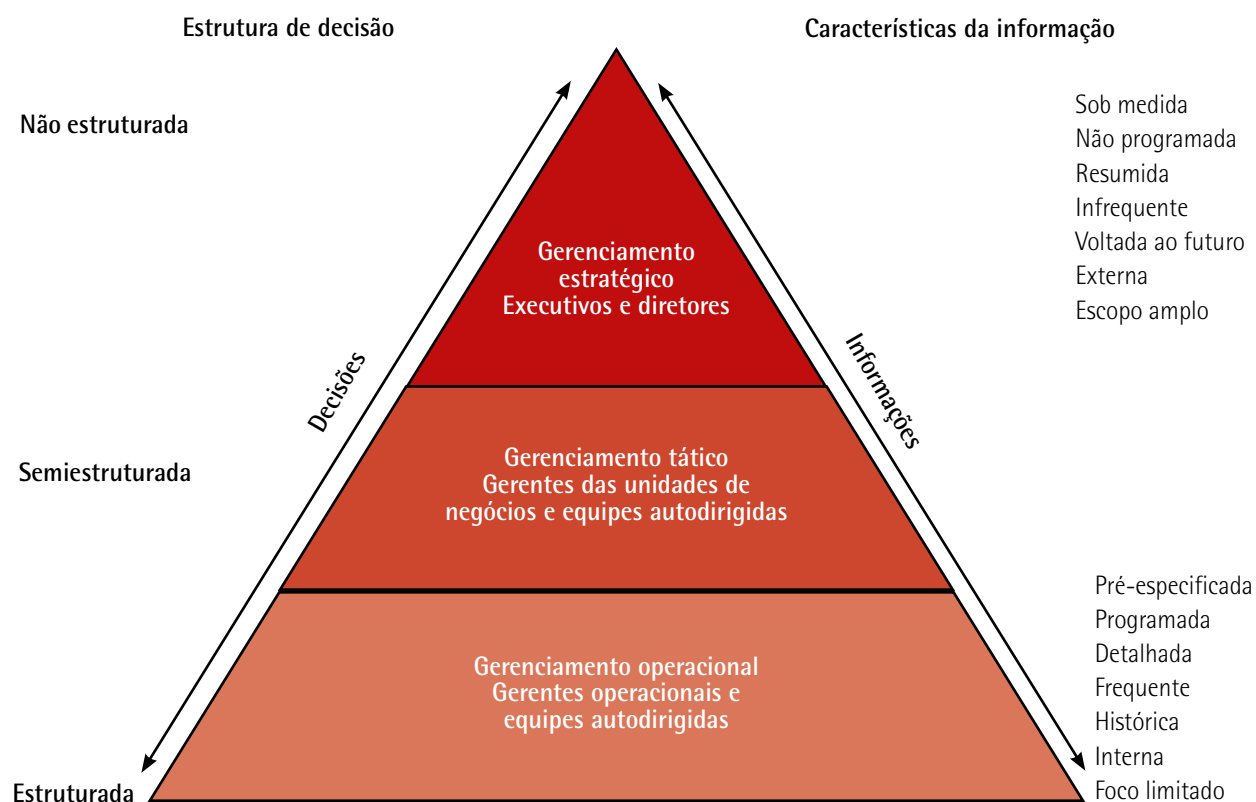 Estrutura de decisão
Características da informação
Não estruturada
Sob medida
Não programada
Resumida
Infrequente
Voltada ao futuro
Externa
Escopo amplo
Gerenciamento
estratégico
Executivos e diretores
Decisões
Informações
Semiestruturada
Gerenciamento tático
Gerentes das unidades de
negócios e equipes autodirigidas
Pré-especificada
Programada
Detalhada
Frequente
Histórica
Interna
Foco limitado
Gerenciamento operacional
Gerentes operacionais e
equipes autodirigidas
Estruturada